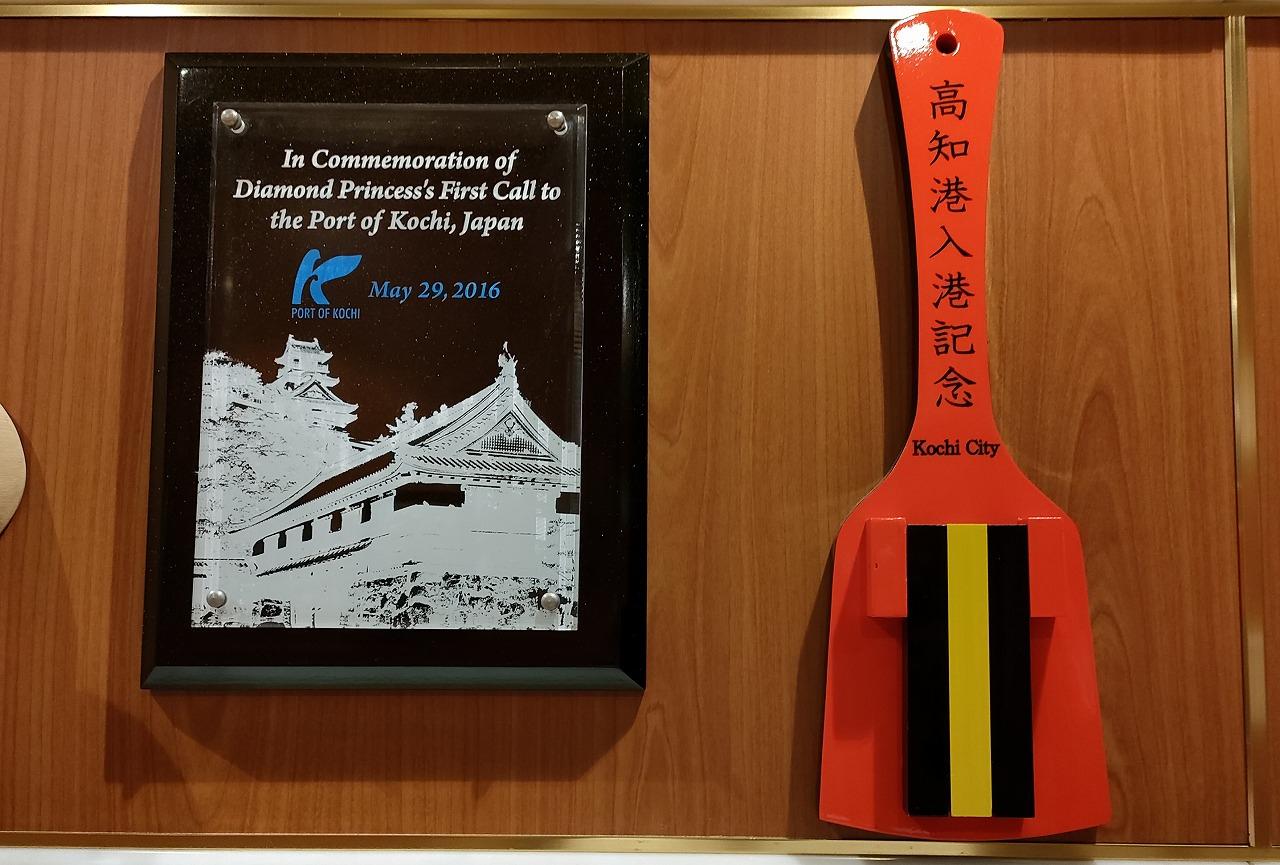 In Commemoration of
Diamond Princess's First Call to
the Port of Kochi, Japan
May 29, 2016
PORT OF KOCHI
高知港入港記念
Kochi City